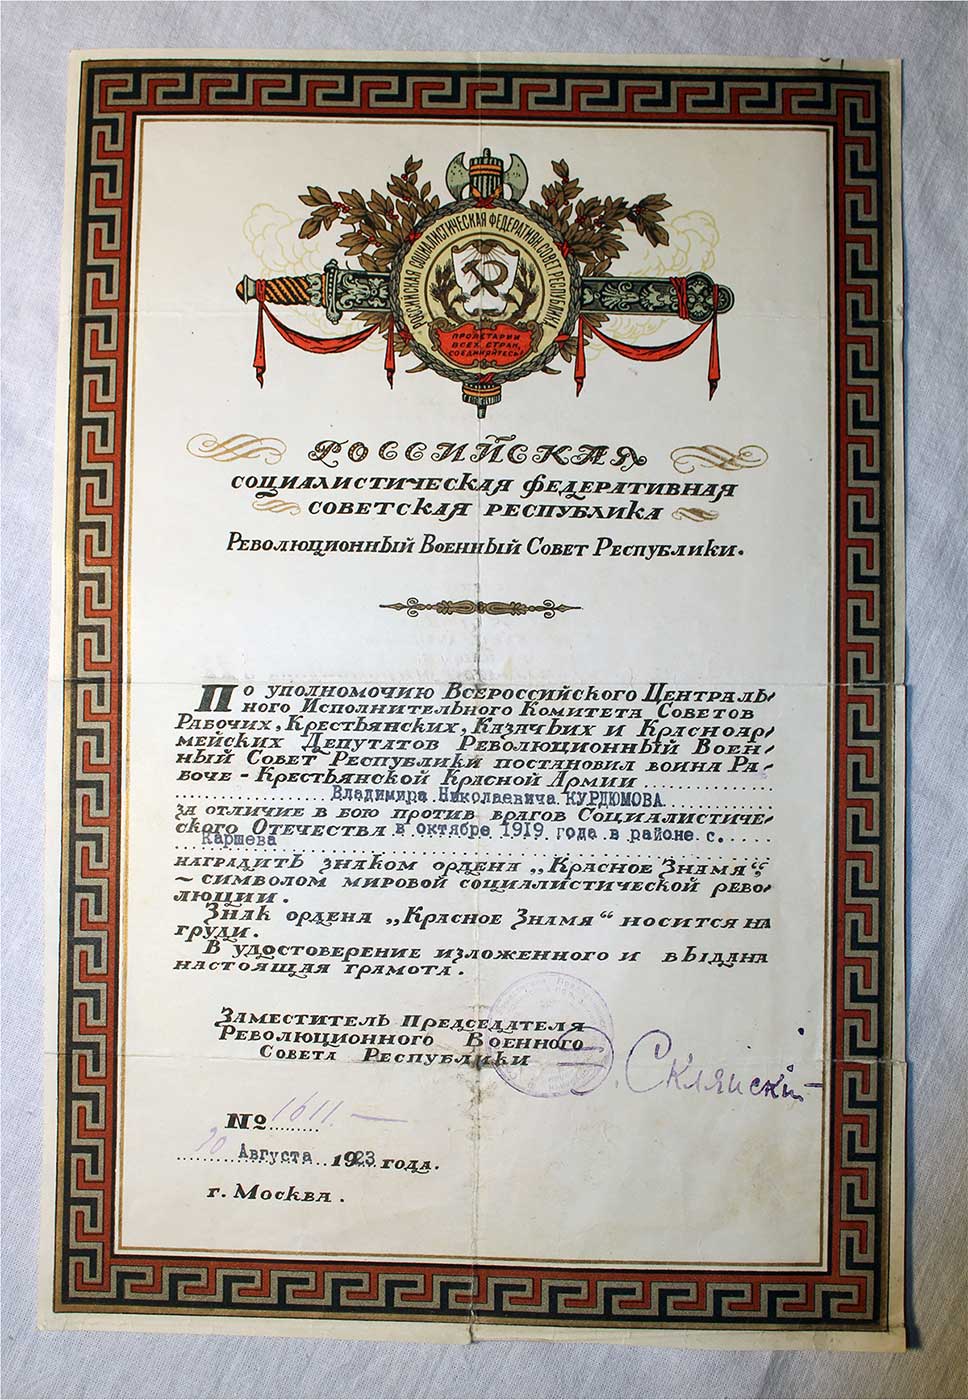 РОССИЙСКАЯ СОЦИАЛИСТИЧЕСКАЯ ФЕДЕРАТИВН. СОВЕТ. РЕСПУБЛИКА
ПРОЛЕТАРИИ
ВСЕХ СТРАН,
СОЕДИНЯЙТЕСЬ!
РОССИЙСКАЯ
СОЦИАЛИСТИЧЕСКАЯ ФЕДЕРАТИВНАЯ
СОВЕТСКАЯ РЕСПУБЛИКА
РЕВОЛЮЦИОННЫЙ ВОЕННЫЙ СОВЕТ РЕСПУБЛИКИ.
По уполномочию Всероссийского Централь-
ного Исполнительного Комитета Советов
Рабочих, Крестьянских, Казачьих и Красноар-
мейских Депутатов Революционный Воен-
ный Совет Республики постановил воина Ра-
боче-Крестьянской Красной Армии
Владимира Николаевича КУРДЮМОВА
за отличие в бою против врагов Социалистиче-
ского Отечества в октябре 1919 года в районе с.
Каршева
наградить знаком ордена „Красное Знамя“,
– символом мировой социалистической рево-
люции.
Знак ордена „Красное Знамя“ носится на
груди.
В удостоверение изложенного и выдана
настоящая грамота.
Заместитель Председателя
Революционного Военного
Совета Республики
Склянский
№ 1611.
Августа 1923 года.
г. Москва.